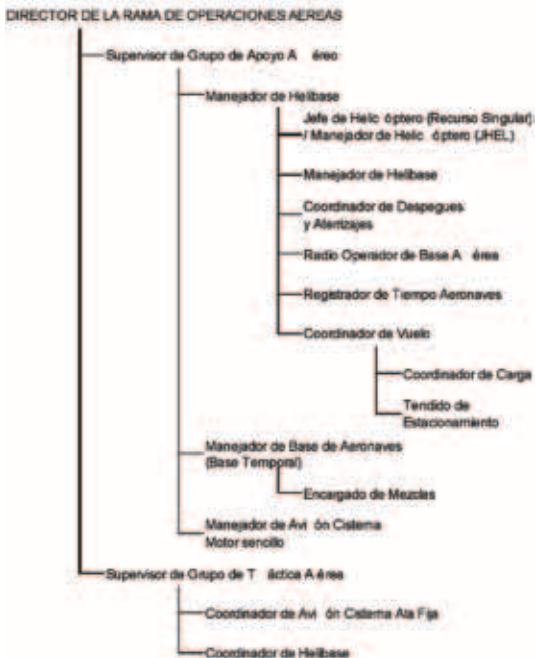 DIRECTOR DE LA RAMA DE OPERACIONES AEREAS
Supervisor de Grupo de Apoyo A éreo
Manejador de Helibase
Jefe de Helic óptero (Recurso Singular)
/ Manejador de Helic óptero (JHEL)
Manejador de Helibase
Coordinador de Despegues
y Aterrizajes
Radio Operador de Base A érea
Registrador de Tiempo Aeronaves
Coordinador de Vuelo
Coordinador de Carga
Tendido de
Estacionamiento
Manejador de Base de Aeronaves
(Base Temporal)
Encargado de Mezclas
Manejador de Avi ón Cisterna
Motor sencillo
Supervisor de Grupo de T áctica Aérea
Coordinador de Avi ón Cisterna Ala Fija
Coordinador de Helibase